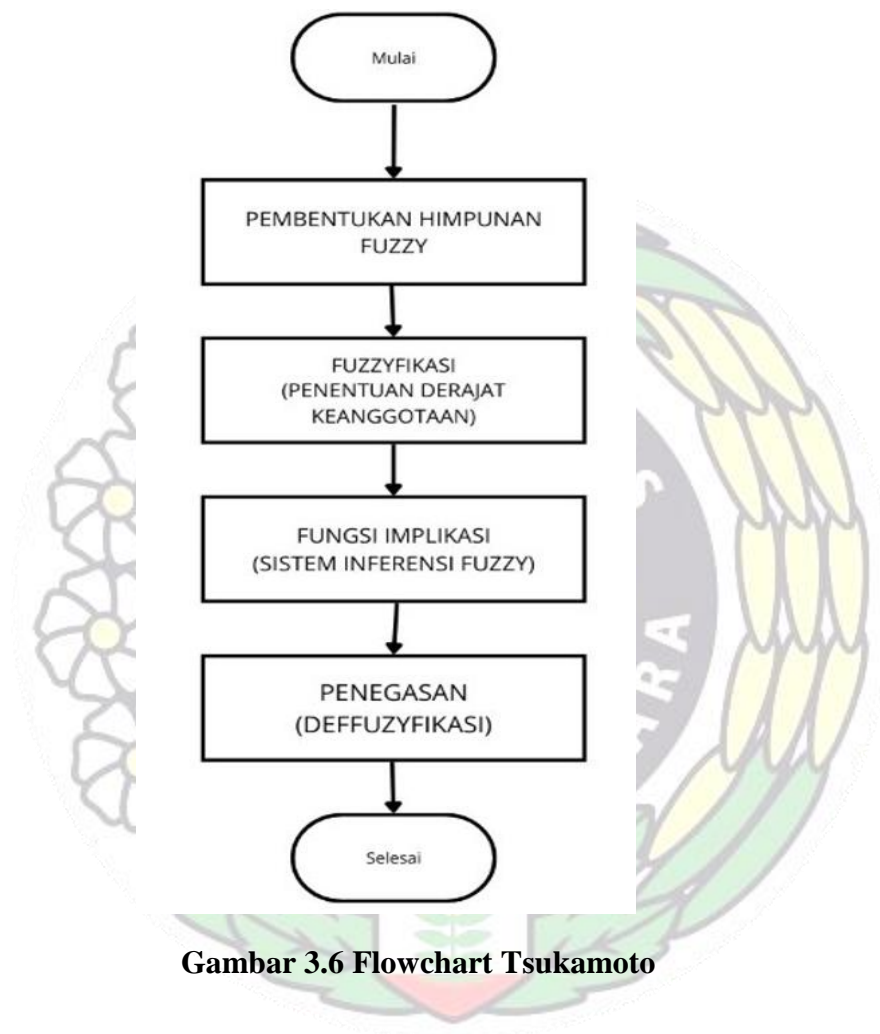 Mulai
PEMBENTUKAN HIMPUNAN
FUZZY
FUZZYFIKASI
(PENENTUAN DERAJAT
KEANGGOTAAN)
FUNGSI IMPLIKASI
(SISTEM INFERENSI FUZZY)
PENEGASAN
(DEFFUZYFIKASI)
Selesai
Gambar 3.6 Flowchart Tsukamoto